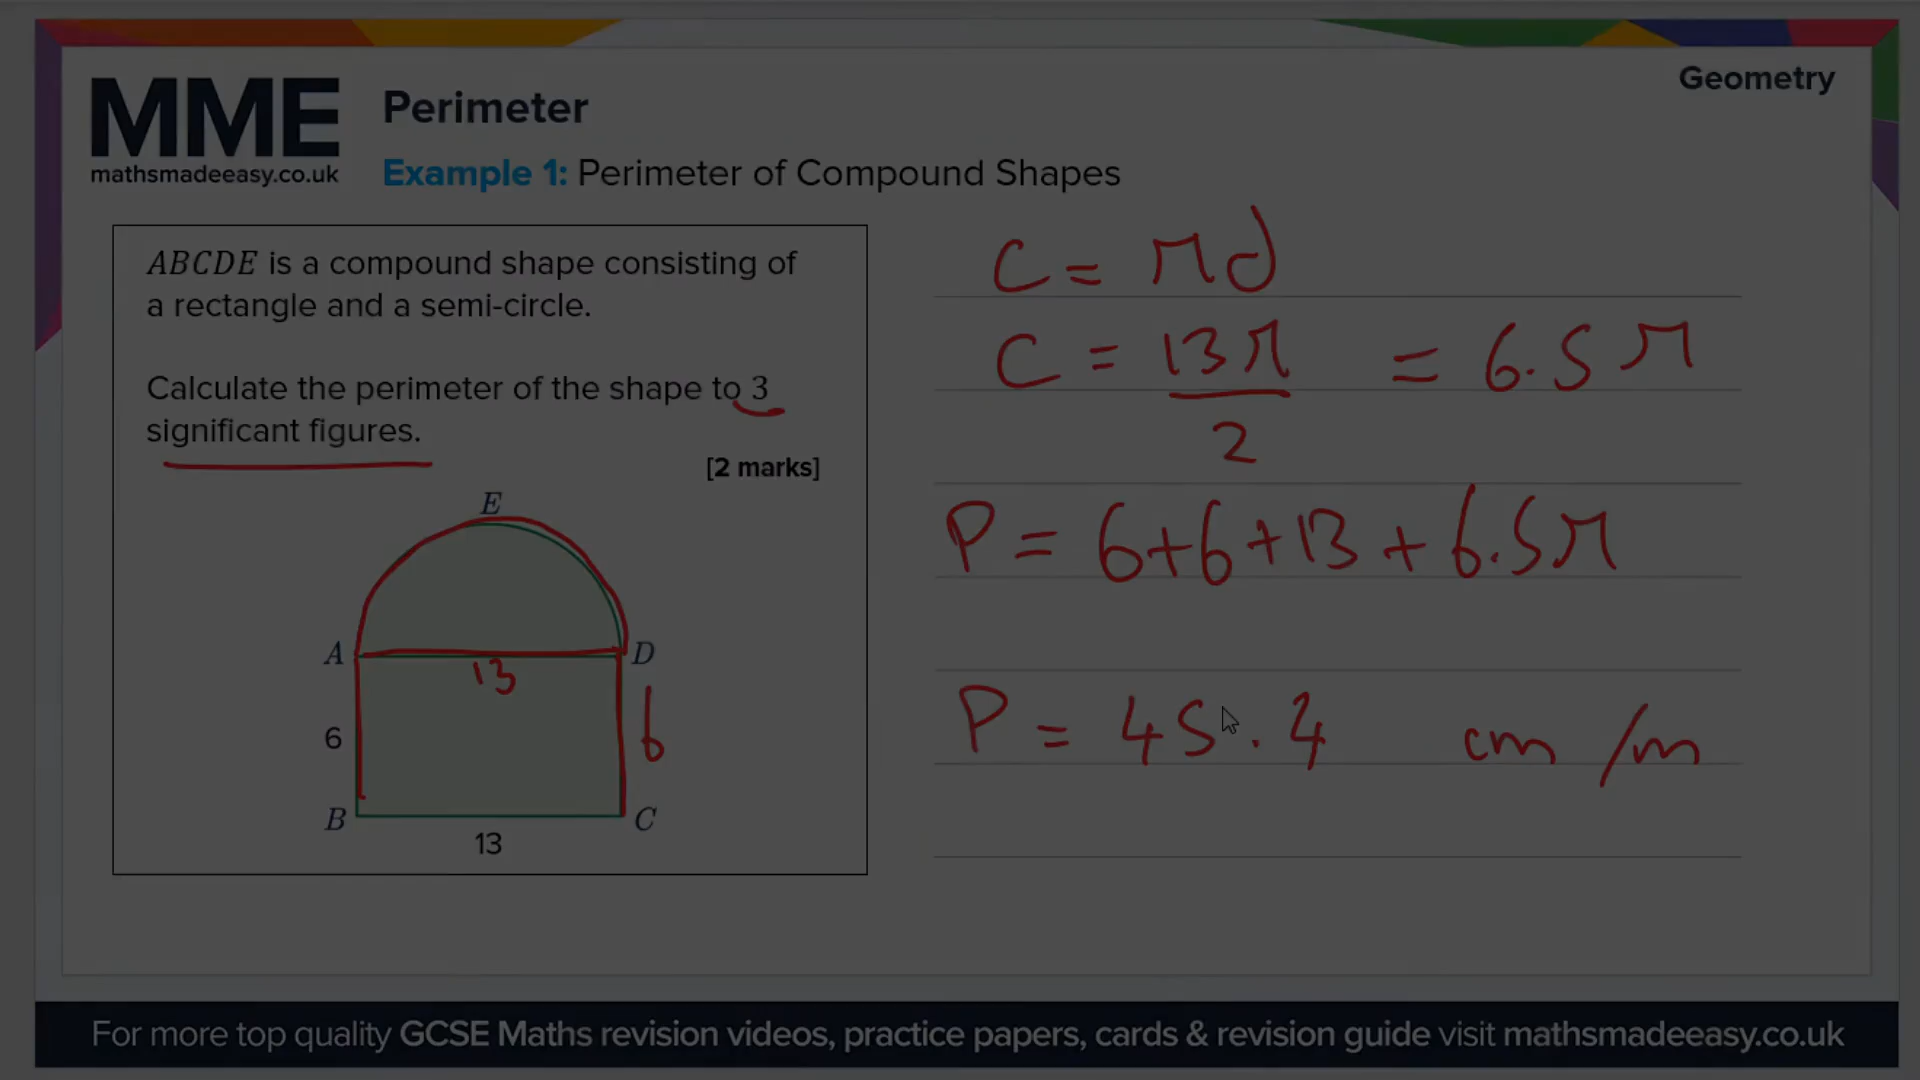 MME
mathsmadeeasy.co.uk
Perimeter
Geometry
Example 1: Perimeter of Compound Shapes
ABCDE is a compound shape consisting of
a rectangle and a semi-circle.
Calculate the perimeter of the shape to 3
significant figures.
[2 marks]
E
A
D
13
6
6
B
C
13
C = πd
C = 13π/2 = 6.5π
P = 6+6+13+6.5π
P = 45.4 cm/m
For more top quality GCSE Maths revision videos, practice papers, cards & revision guide visit mathsmadeeasy.co.uk